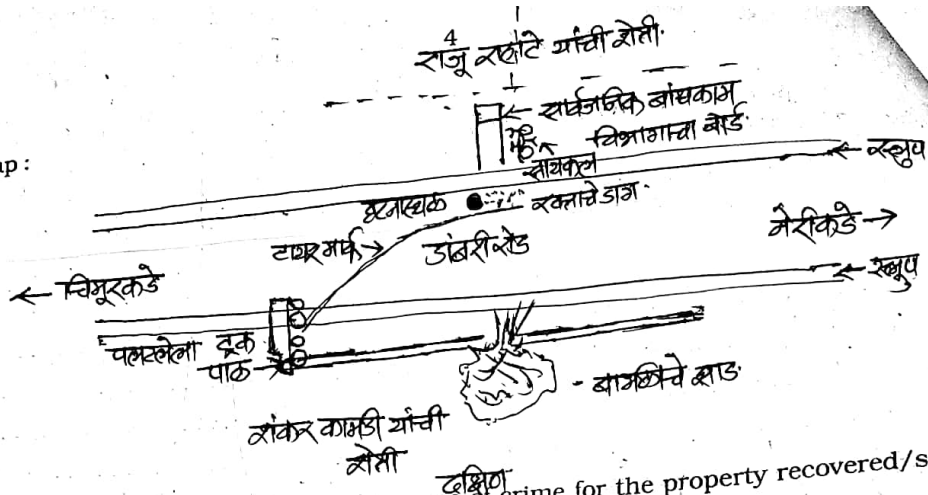 4
राजू रहाटे यांची शेती.
← सार्वजनिक बांधकाम
विभागाचा बोर्ड.
up :
← स्लुप
सायकल
घटनास्थळ
रक्ताचे डाग.
मेरीकडे →
टायर मार्क →
डांबरी रोड
← चिमूरकडे
← स्लुप
पलटलेला ट्रक
पाळ →
- बाभळीचे झाड.
शंकर कामडी यांची
शेती
दक्षिण
crime for the property recovered/s